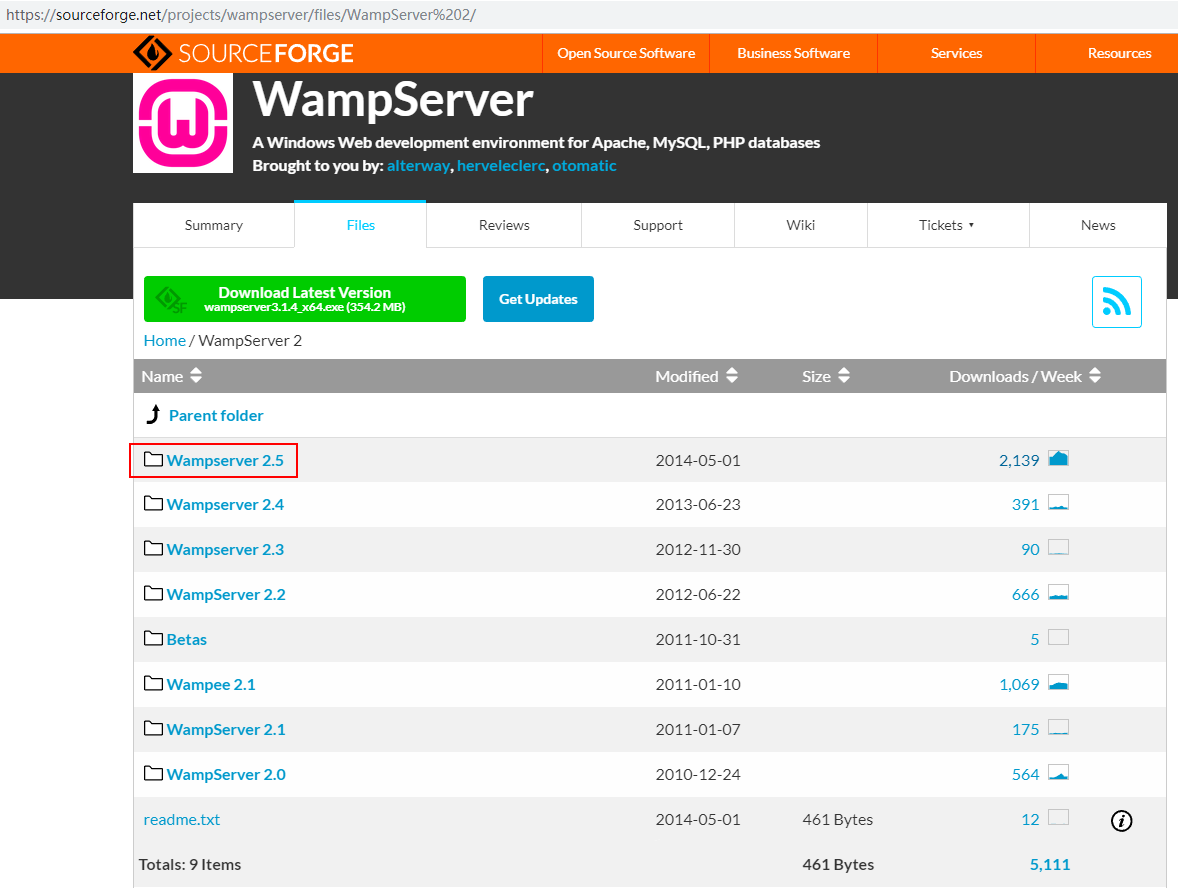 https://sourceforge.net/projects/wampserver/files/WampServer%202/
SOURCEFORGE
Open Source Software
Business Software
Services
Resources
WampServer
A Windows Web development environment for Apache, MySQL, PHP databases
Brought to you by: alterway, herveleclerc, otomatic
Summary
Files
Reviews
Support
Wiki
Tickets
News
SF
Download Latest Version
wampserver3.1.4_x64.exe (354.2 MB)
Get Updates
Home / WampServer 2
Name Modified Size Downloads / Week
Parent folder
Wampserver 2.5 2014-05-01 2,139
Wampserver 2.4 2013-06-23 391
Wampserver 2.3 2012-11-30 90
WampServer 2.2 2012-06-22 666
Betas 2011-10-31 5
Wampee 2.1 2011-01-10 1,069
WampServer 2.1 2011-01-07 175
WampServer 2.0 2010-12-24 564
readme.txt 2014-05-01 461 Bytes 12 i
Totals: 9 Items 461 Bytes 5,111